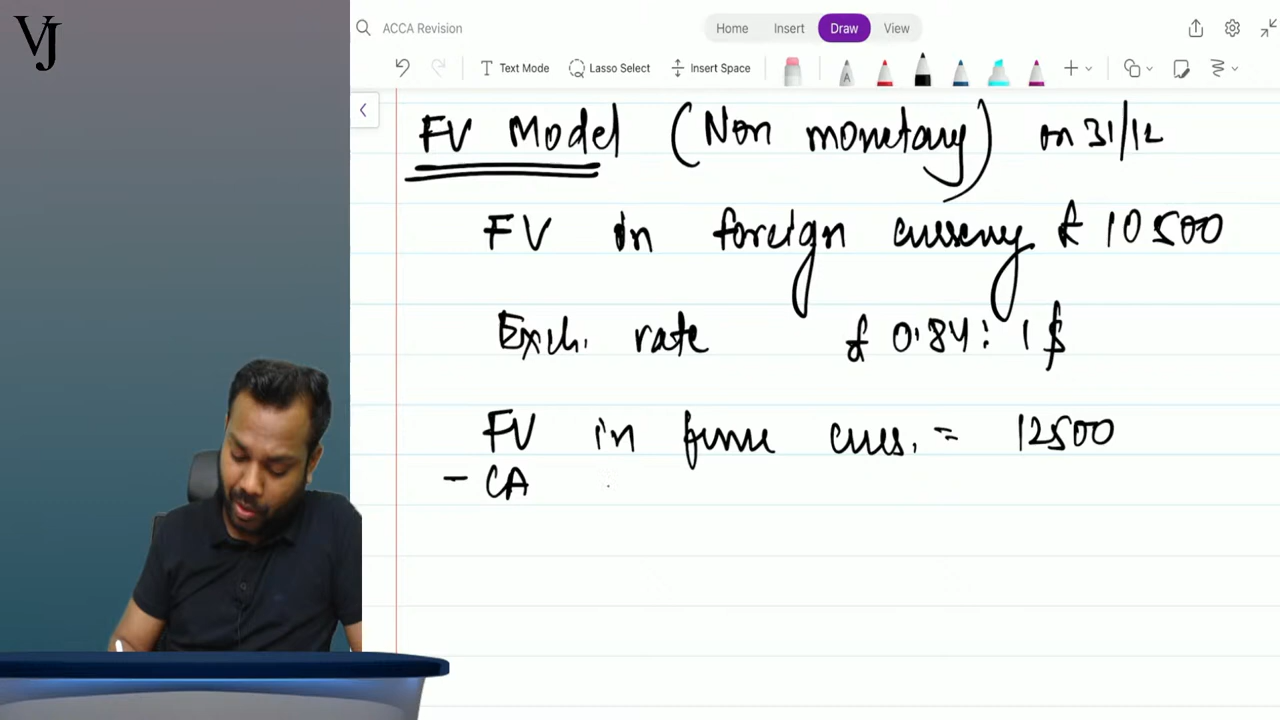 VJ
ACCA Revision
Home Insert Draw View
Text Mode Lasso Select Insert Space
FV Model (Non monetary) on 31/12
FV in foreign currency £ 10500
Exch. rate £ 0.84 : 1 $
FV in func curr. = 12500
- CA